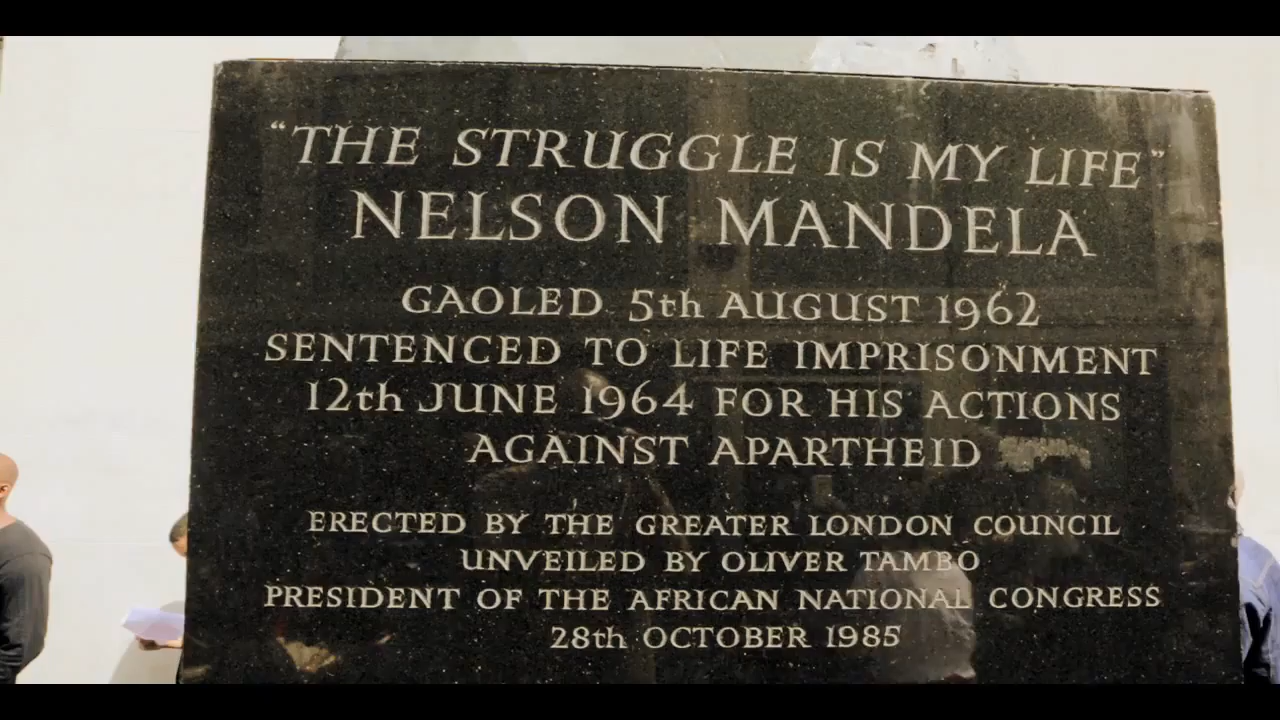 “THE STRUGGLE IS MY LIFE”
NELSON MANDELA
GAOLED 5th AUGUST 1962
SENTENCED TO LIFE IMPRISONMENT
12th JUNE 1964 FOR HIS ACTIONS
AGAINST APARTHEID
ERECTED BY THE GREATER LONDON COUNCIL
UNVEILED BY OLIVER TAMBO
PRESIDENT OF THE AFRICAN NATIONAL CONGRESS
28th OCTOBER 1985